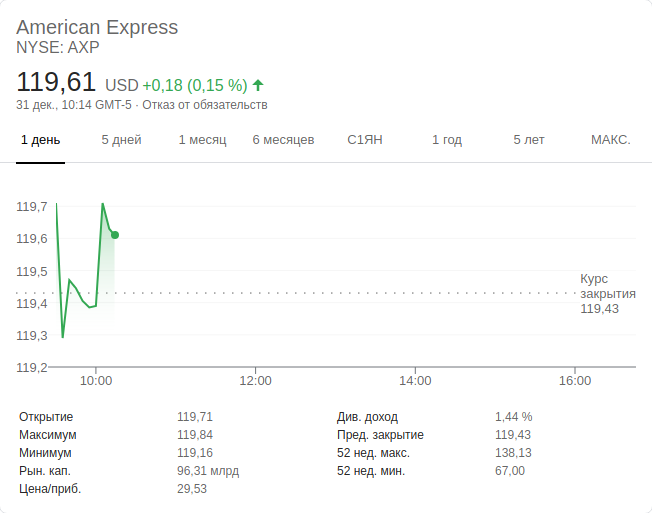 American Express
NYSE: AXP
119,61 USD +0,18 (0,15 %)
31 дек., 10:14 GMT-5 · Отказ от обязательств
1 день 5 дней 1 месяц 6 месяцев С1ЯН 1 год 5 лет МАКС.
119,7
119,6
119,5
119,4
119,3
119,2
Курс
закрытия
119,43
10:00 12:00 14:00 16:00
Открытие 119,71 Див. доход 1,44 %
Максимум 119,84 Пред. закрытие 119,43
Минимум 119,16 52 нед. макс. 138,13
Рын. кап. 96,31 млрд 52 нед. мин. 67,00
Цена/приб. 29,53